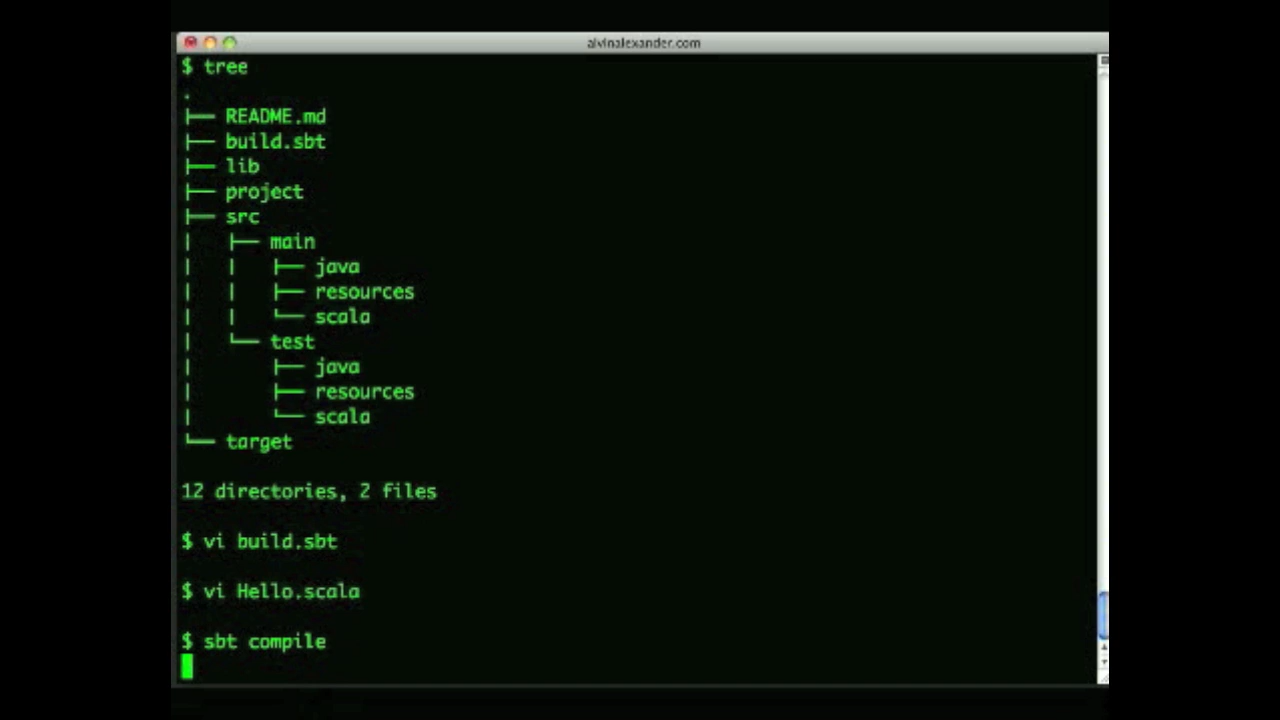 alvinalexander.com
$ tree
.
├── README.md
├── build.sbt
├── lib
├── project
├── src
│   ├── main
│   │   ├── java
│   │   ├── resources
│   │   └── scala
│   └── test
│       ├── java
│       ├── resources
│       └── scala
└── target
12 directories, 2 files
$ vi build.sbt
$ vi Hello.scala
$ sbt compile